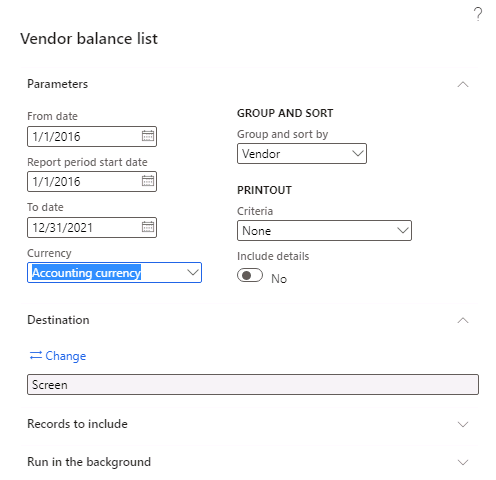 ?
Vendor balance list
Parameters
From date
1/1/2016
Report period start date
1/1/2016
To date
12/31/2021
Currency
Accounting currency
GROUP AND SORT
Group and sort by
Vendor
PRINTOUT
Criteria
None
Include details
No
Destination
Change
Screen
Records to include
Run in the background